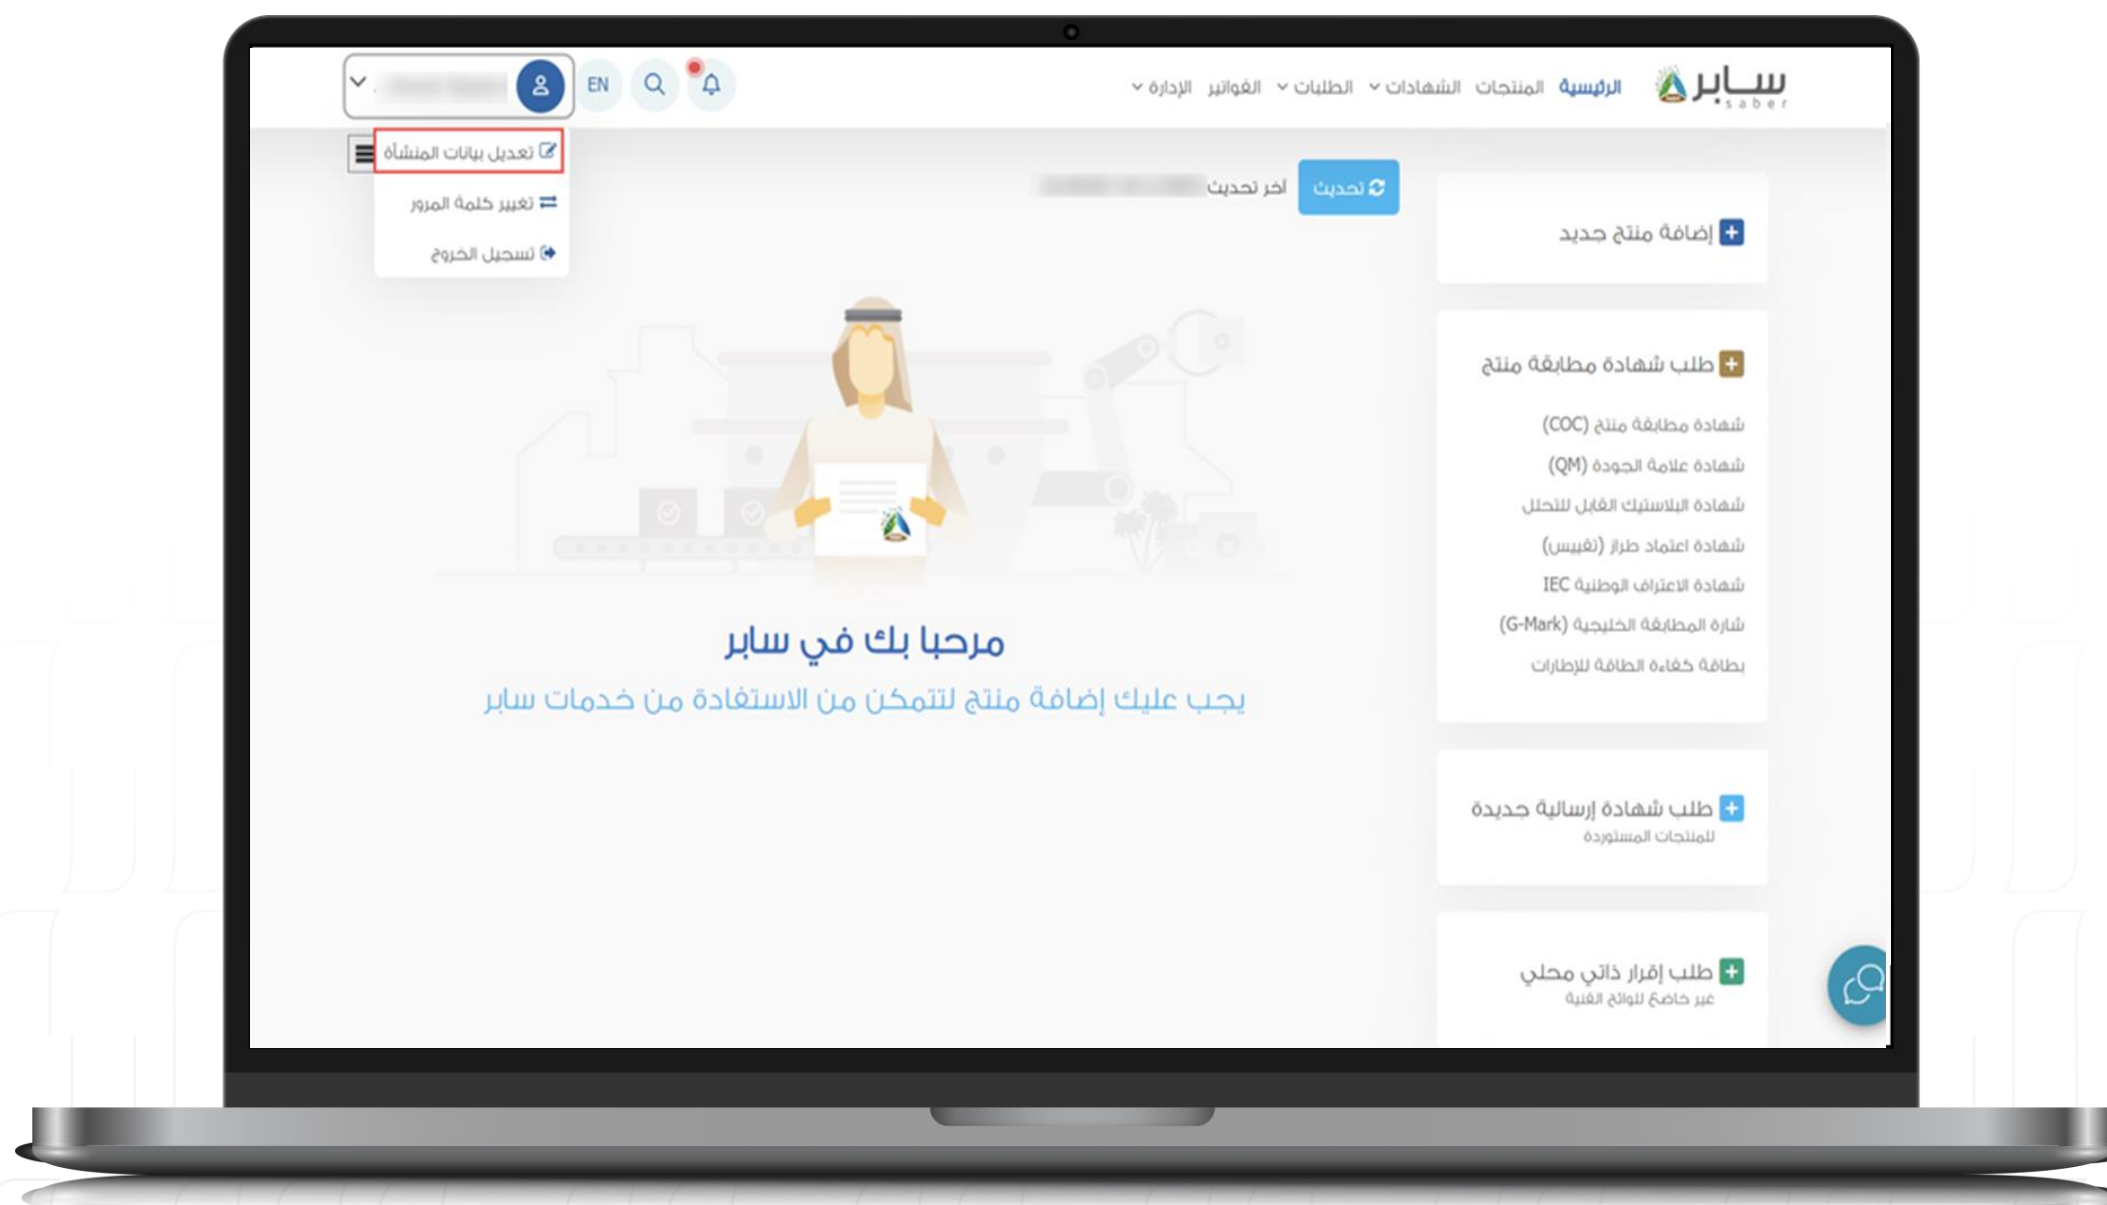 سابر
saber
الرئيسية المنتجات الشهادات الطلبات الفواتير الإدارة
EN
تعديل بيانات المنشأة
تغيير كلمة المرور
تسجيل الخروج
تحديث
آخر تحديث
إضافة منتج جديد
طلب شهادة مطابقة منتج
شهادة مطابقة منتج (COC)
شهادة علامة الجودة (QM)
شهادة البلاستيك القابل للتحلل
شهادة اعتماد طراز (تقييس)
شهادة الاعتراف الوطنية IEC
شارة المطابقة الخليجية (G-Mark)
بطاقة كفاءة الطاقة للإطارات
طلب شهادة إرسالية جديدة
للمنتجات المستوردة
طلب إقرار ذاتي محلي
غير خاضع للوائح الفنية
مرحبا بك في سابر
يجب عليك إضافة منتج لتتمكن من الاستفادة من خدمات سابر